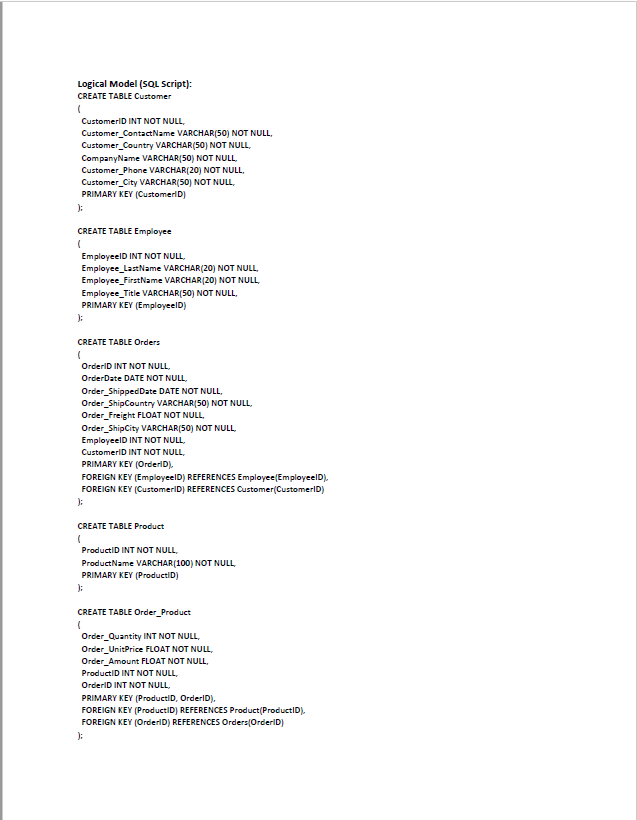 Logical Model (SQL Script):
CREATE TABLE Customer
(
CustomerID INT NOT NULL,
Customer_ContactName VARCHAR(50) NOT NULL,
Customer_Country VARCHAR(50) NOT NULL,
CompanyName VARCHAR(50) NOT NULL,
Customer_Phone VARCHAR(20) NOT NULL,
Customer_City VARCHAR(50) NOT NULL,
PRIMARY KEY (CustomerID)
);
CREATE TABLE Employee
(
EmployeeID INT NOT NULL,
Employee_LastName VARCHAR(20) NOT NULL,
Employee_FirstName VARCHAR(20) NOT NULL,
Employee_Title VARCHAR(50) NOT NULL,
PRIMARY KEY (EmployeeID)
);
CREATE TABLE Orders
(
OrderID INT NOT NULL,
OrderDate DATE NOT NULL,
Order_ShippedDate DATE NOT NULL,
Order_ShipCountry VARCHAR(50) NOT NULL,
Order_Freight FLOAT NOT NULL,
Order_ShipCity VARCHAR(50) NOT NULL,
EmployeeID INT NOT NULL,
CustomerID INT NOT NULL,
PRIMARY KEY (OrderID),
FOREIGN KEY (EmployeeID) REFERENCES Employee(EmployeeID),
FOREIGN KEY (CustomerID) REFERENCES Customer(CustomerID)
);
CREATE TABLE Product
(
ProductID INT NOT NULL,
ProductName VARCHAR(100) NOT NULL,
PRIMARY KEY (ProductID)
);
CREATE TABLE Order_Product
(
Order_Quantity INT NOT NULL,
Order_UnitPrice FLOAT NOT NULL,
Order_Amount FLOAT NOT NULL,
ProductID INT NOT NULL,
OrderID INT NOT NULL,
PRIMARY KEY (ProductID, OrderID),
FOREIGN KEY (ProductID) REFERENCES Product(ProductID),
FOREIGN KEY (OrderID) REFERENCES Orders(OrderID)
);